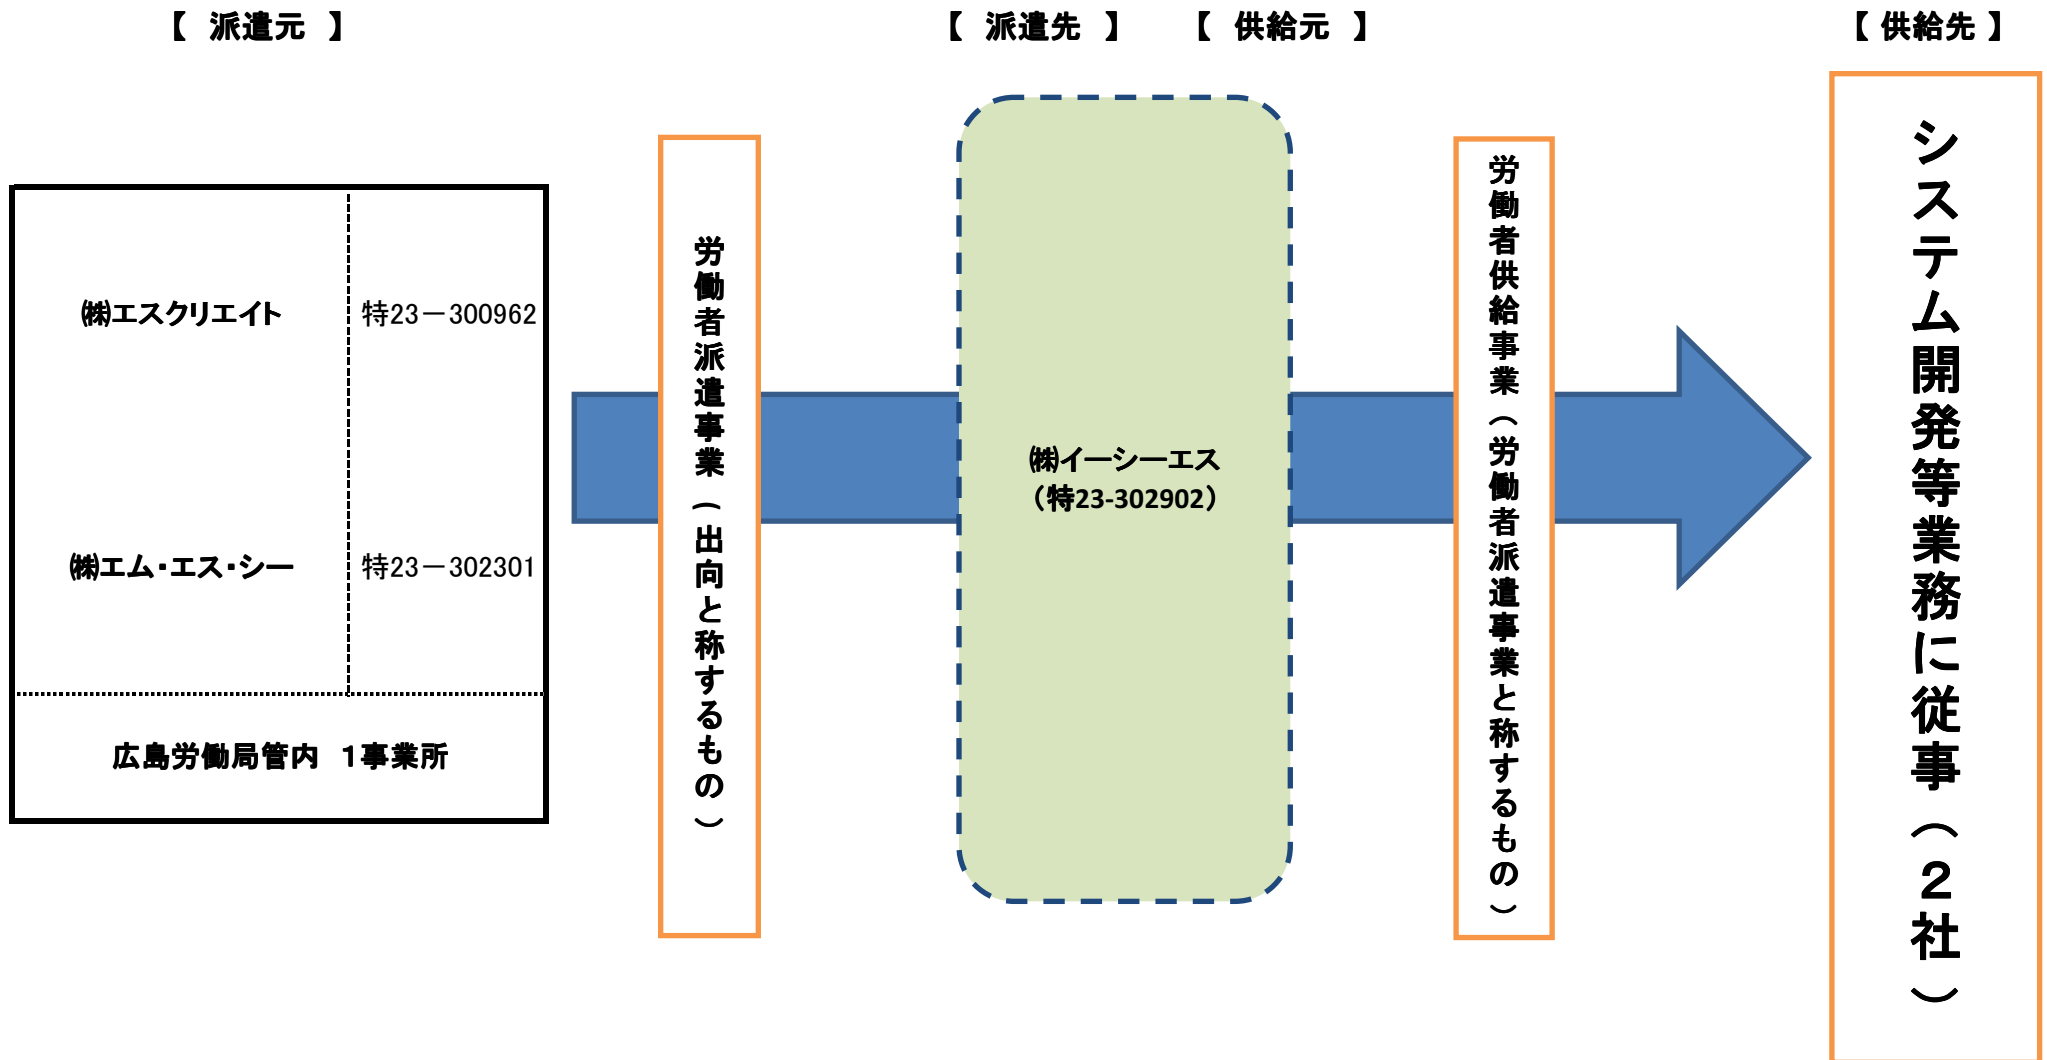 【 派遣元 】
【 派遣先 】
【 供給元 】
【 供給先 】
㈱エスクリエイト
特23－300962
㈱エム・エス・シー
特23－302301
広島労働局管内 1事業所
労働者派遣事業（出向と称するもの）
㈱イーシーエス
（特23-302902）
労働者供給事業（労働者派遣事業と称するもの）
システム開発等業務に従事（２社）